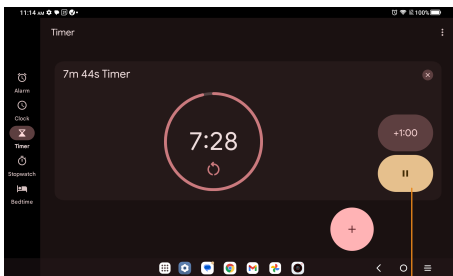 11:14 AM
100%
Timer
7m 44s Timer
Alarm
Clock
7:28
+1:00
Timer
Stopwatch
Bedtime
+